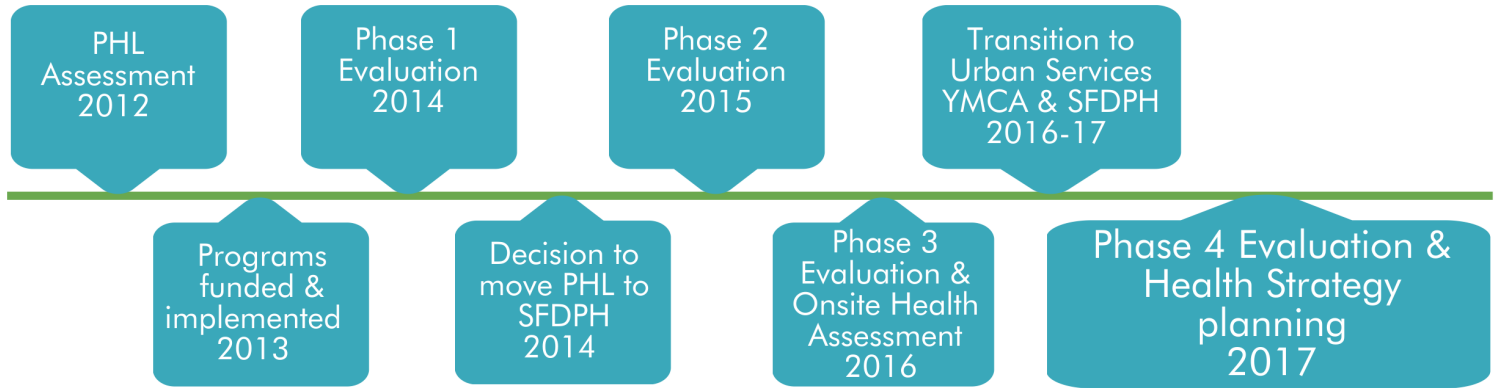 PHL
Assessment
2012
Programs
funded &
implemented
2013
Phase 1
Evaluation
2014
Decision to
move PHL to
SFDPH
2014
Phase 2
Evaluation
2015
Phase 3
Evaluation &
Onsite Health
Assessment
2016
Transition to
Urban Services
YMCA & SFDPH
2016-17
Phase 4 Evaluation &
Health Strategy
planning
2017